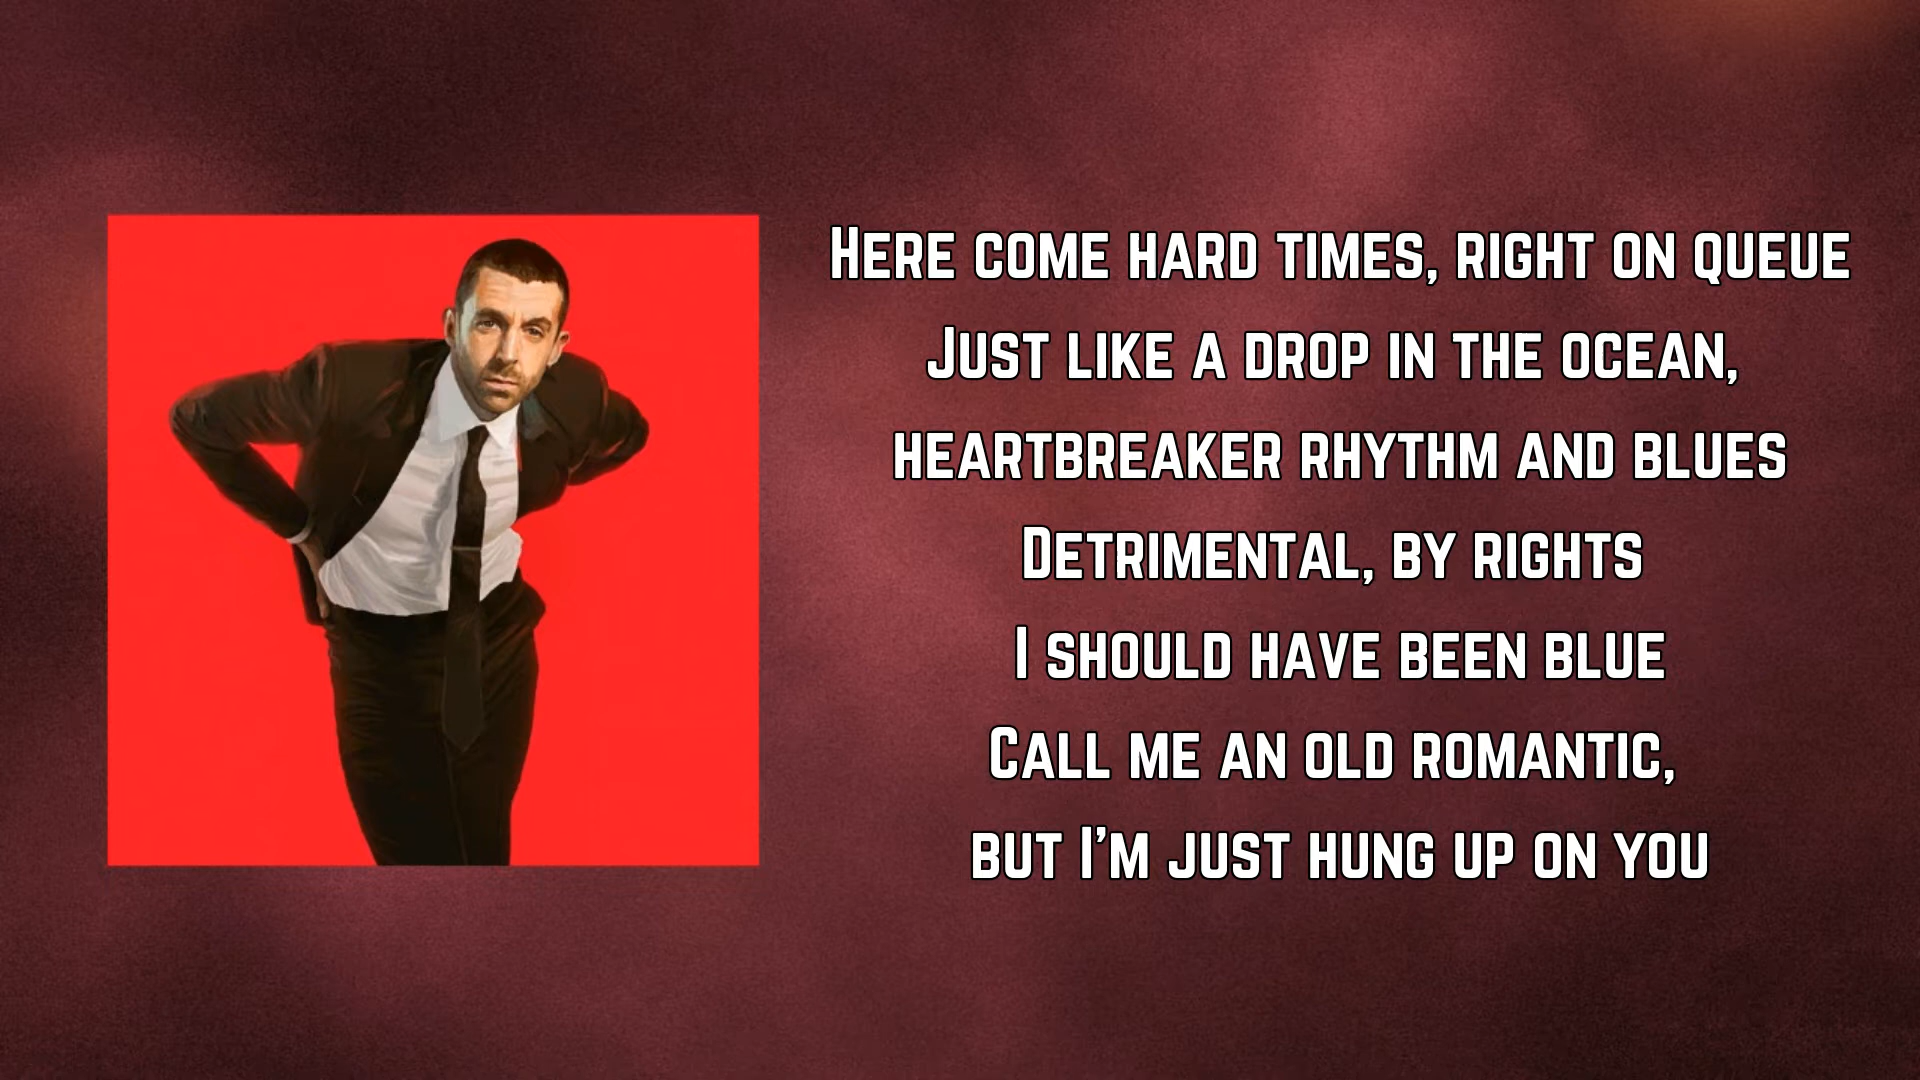 Here come hard times, right on queue
Just like a drop in the ocean,
heartbreaker rhythm and blues
Detrimental, by rights
I should have been blue
Call me an old romantic,
but I'm just hung up on you